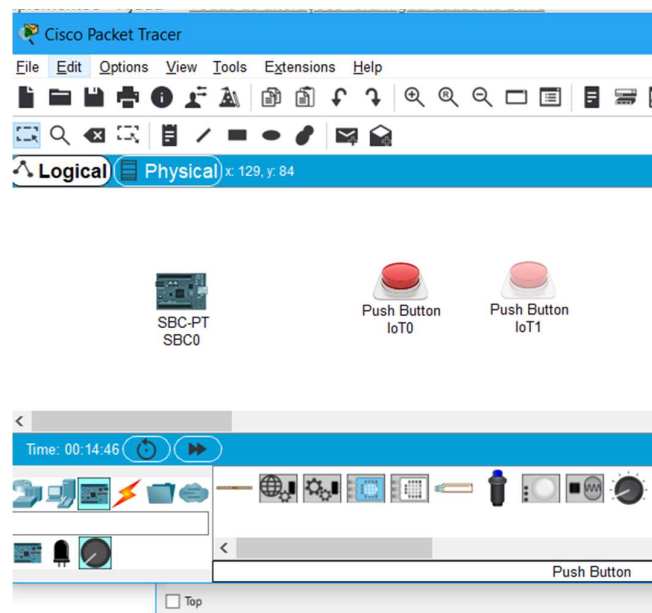 Cisco Packet Tracer
File Edit Options View Tools Extensions Help
Logical Physical x: 129, y: 84
SBC-PT
SBC0
Push Button
IoT0
Push Button
IoT1
Time: 00:14:46
Push Button
Top